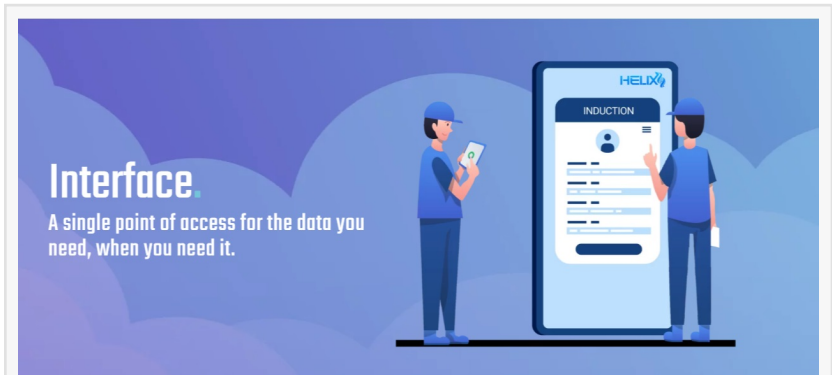 Interface.
A single point of access for the data you
need, when you need it.
HELIX
INDUCTION